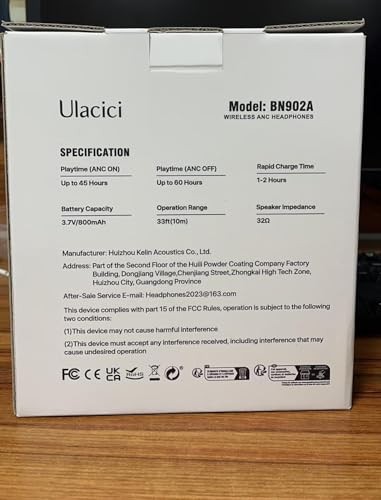 Ulacici
Model: BN902A
WIRELESS ANC HEADPHONES
SPECIFICATION
Playtime (ANC ON)
Up to 45 Hours
Playtime (ANC OFF)
Up to 60 Hours
Rapid Charge Time
1-2 Hours
Battery Capacity
3.7V/800mAh
Operation Range
33ft(10m)
Speaker Impedance
32Ω
Manufacturer: Huizhou Kelin Acoustics Co., Ltd.
Address: Part of the Second Floor of the Huili Powder Coating Company Factory
Building, Dongjiang Village,Chenjiang Street,Zhongkai High Tech Zone,
Huizhou City, Guangdong Province
After-Sale Service E-mail: Headphones2023@163.com
This device complies with part 15 of the FCC Rules, operation is subject to the following
two conditions:
(1)This device may not cause harmful interference
(2)This device must accept any interference received, including interference that may
cause undesired operation
FC CE UK
CA RoHS